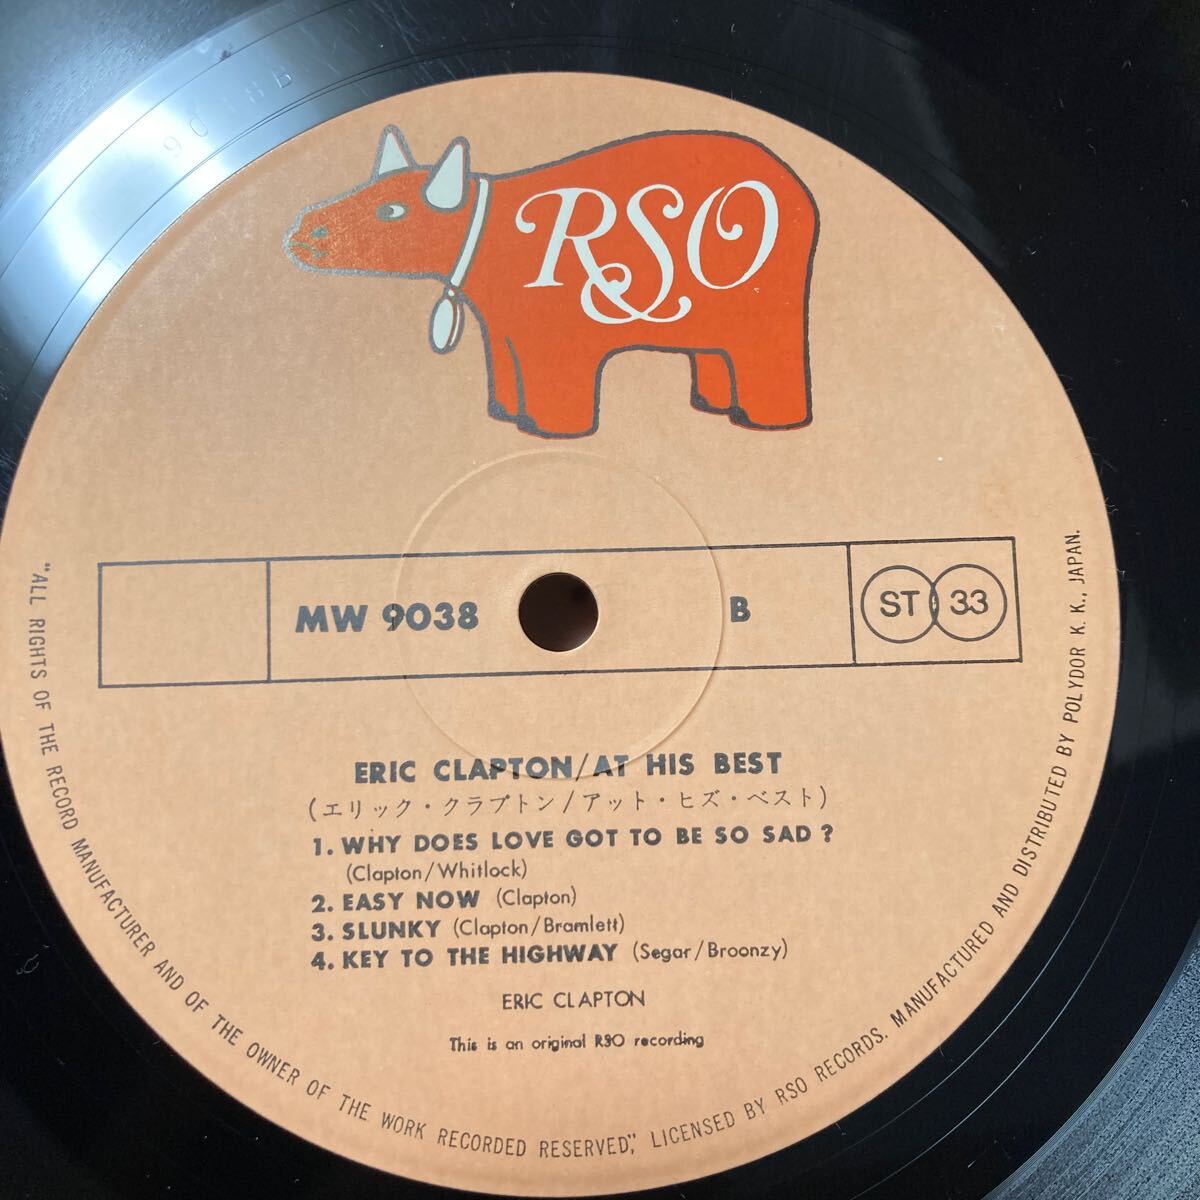 9038B
RSO
MW 9038
B
ST 33
ERIC CLAPTON/AT HIS BEST
(エリック・クラプトン/アット・ヒズ・ベスト)
1. WHY DOES LOVE GOT TO BE SO SAD?
(Clapton/Whitlock)
2. EASY NOW (Clapton)
3. SLUNKY (Clapton/Bramlett)
4. KEY TO THE HIGHWAY (Segar/Broonzy)
ERIC CLAPTON
This is an original RSO recording
"ALL RIGHTS OF THE RECORD MANUFACTURER AND OF THE OWNER OF THE WORK RECORDED RESERVED", LICENSED BY RSO RECORDS. MANUFACTURED AND DISTRIBUTED BY POLYDOR K. K., JAPAN.